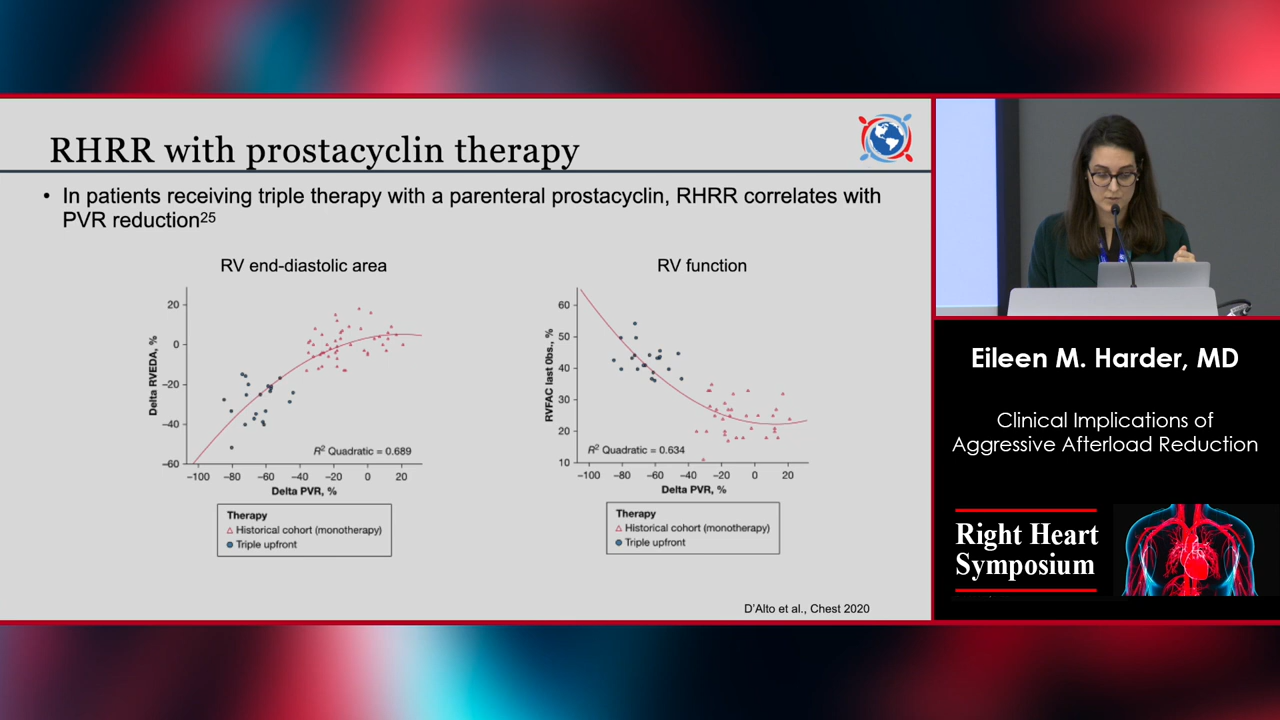 RHRR with prostacyclin therapy
• In patients receiving triple therapy with a parenteral prostacyclin, RHRR correlates with
PVR reduction25
RV end-diastolic area
20
0
−20
−40
−60
Delta RVEDA, %
R2 Quadratic = 0.689
−100 −80 −60 −40 −20 0 20
Delta PVR, %
Therapy
Historical cohort (monotherapy)
Triple upfront
RV function
60
50
40
30
20
10
RVFAC last 0bs., %
R2 Quadratic = 0.634
−100 −80 −60 −40 −20 0 20
Delta PVR, %
Therapy
Historical cohort (monotherapy)
Triple upfront
D'Alto et al., Chest 2020
Eileen M. Harder, MD
Clinical Implications of
Aggressive Afterload Reduction
Right Heart
Symposium